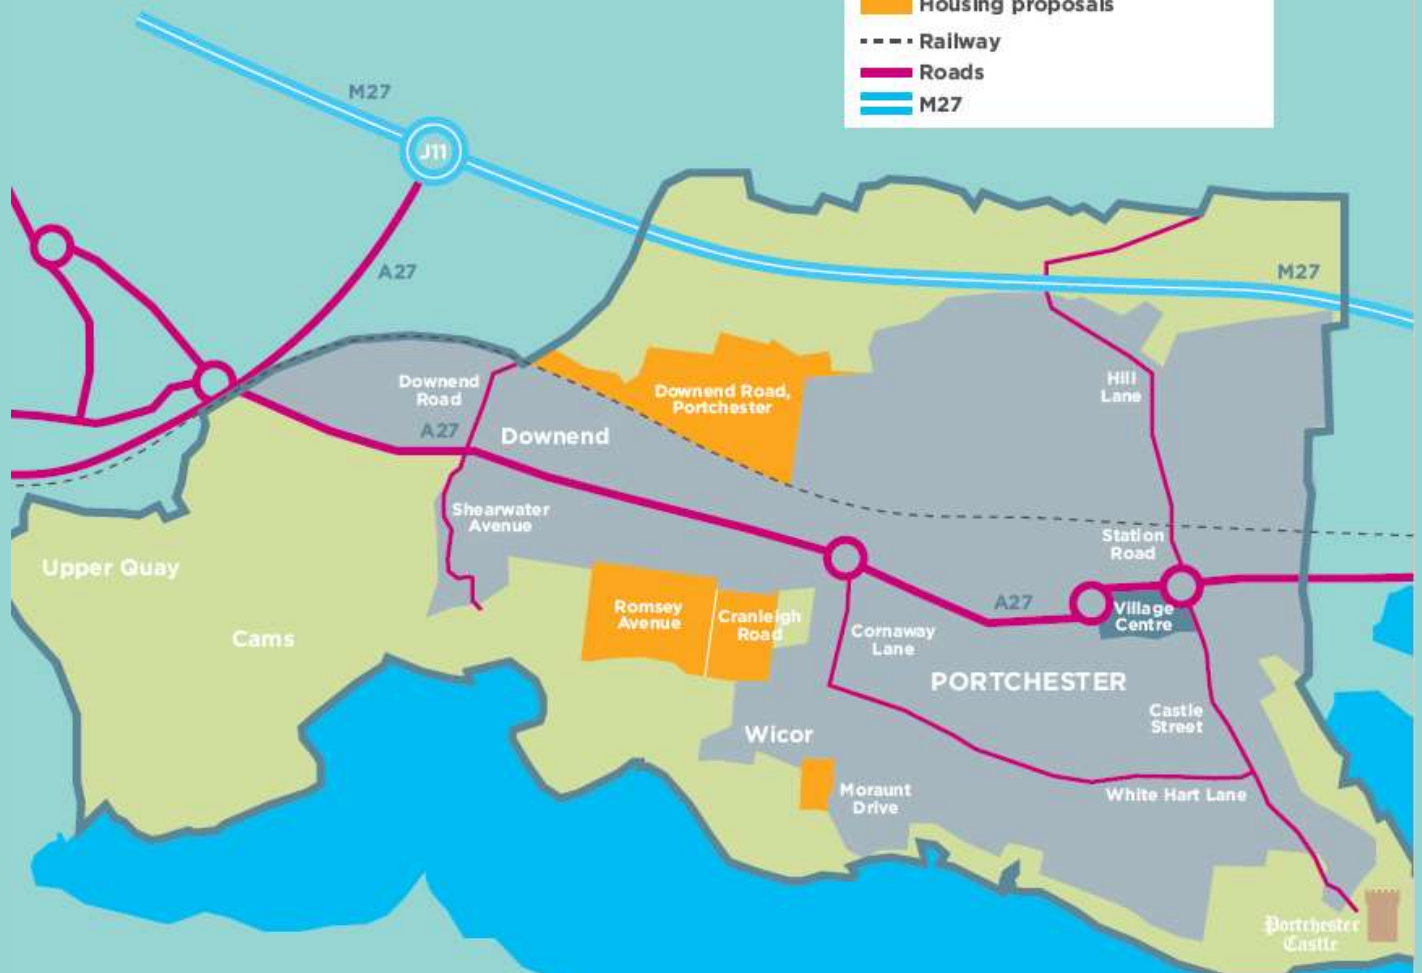 Housing proposals
Railway
Roads
M27
M27
J11
A27
M27
Downend
Road
Downend Road,
Portchester
Hill
Lane
A27
Downend
Shearwater
Avenue
Station
Road
Upper Quay
Romsey
Avenue
Cranleigh
Road
A27
Village
Centre
Cams
Cornaway
Lane
PORTCHESTER
Castle
Street
Wicor
Moraunt
Drive
White Hart Lane
Portchester
Castle